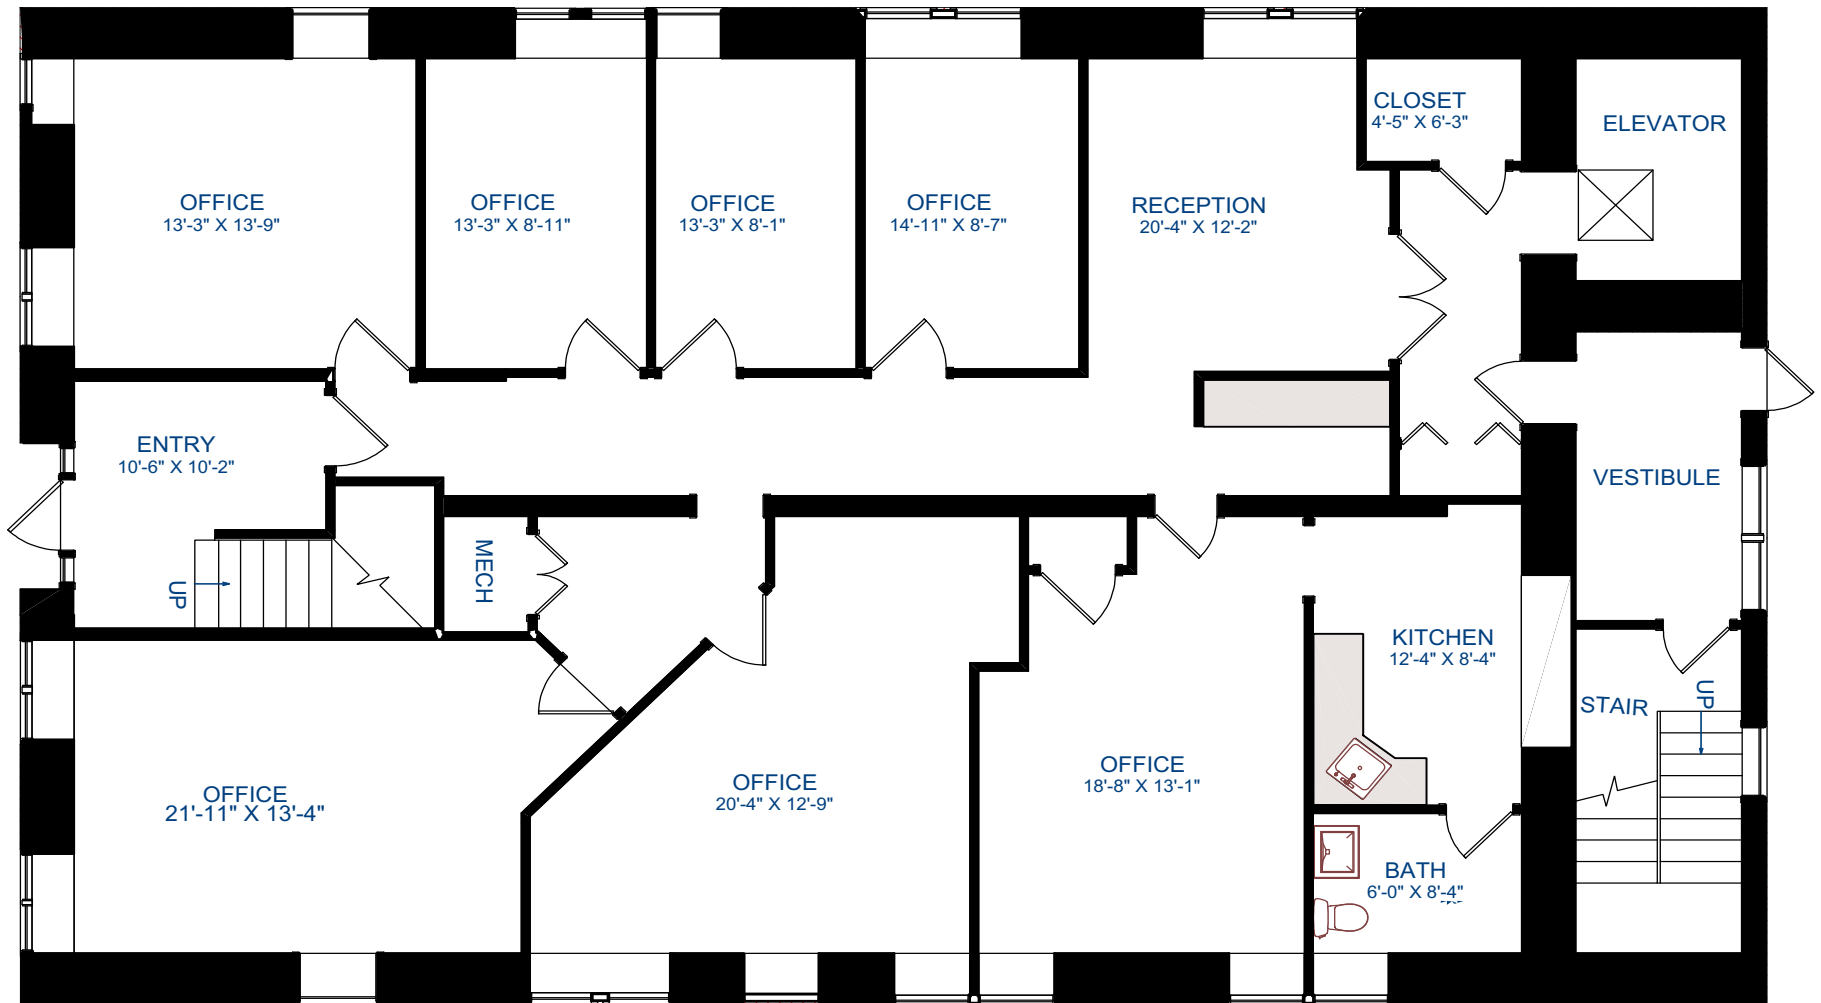 CLOSET
4'-5" X 6'-3"
ELEVATOR
OFFICE
13'-3" X 13'-9"
OFFICE
13'-3" X 8'-11"
OFFICE
13'-3" X 8'-1"
OFFICE
14'-11" X 8'-7"
RECEPTION
20'-4" X 12'-2"
ENTRY
10'-6" X 10'-2"
VESTIBULE
MECH
UP
KITCHEN
12'-4" X 8'-4"
STAIR
UP
OFFICE
21'-11" X 13'-4"
OFFICE
20'-4" X 12'-9"
OFFICE
18'-8" X 13'-1"
BATH
6'-0" X 8'-4"